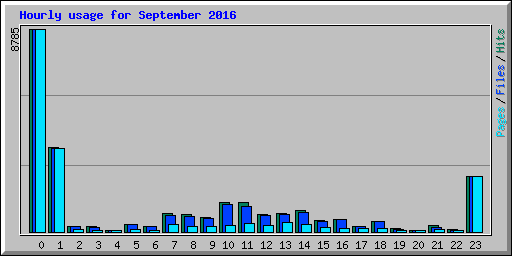 Hourly usage for September 2016
8785
Pages/Files/Hits
0 1 2 3 4 5 6 7 8 9 10 11 12 13 14 15 16 17 18 19 20 21 22 23